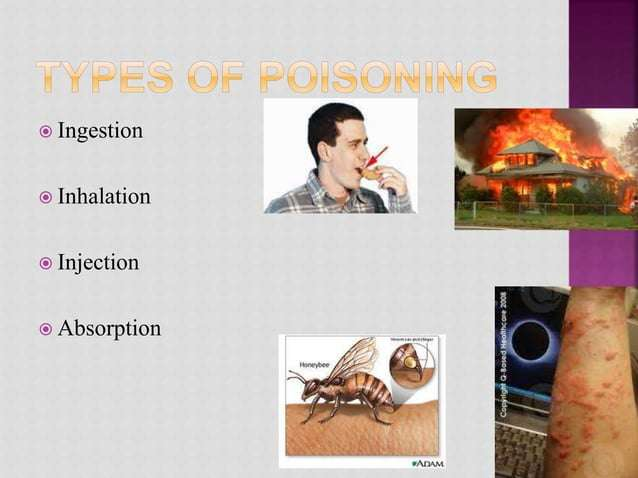 TYPES OF POISONING
Ingestion
Inhalation
Injection
Absorption
Honeybee
Copyright Q-Based Healthcare 2008
ADAM